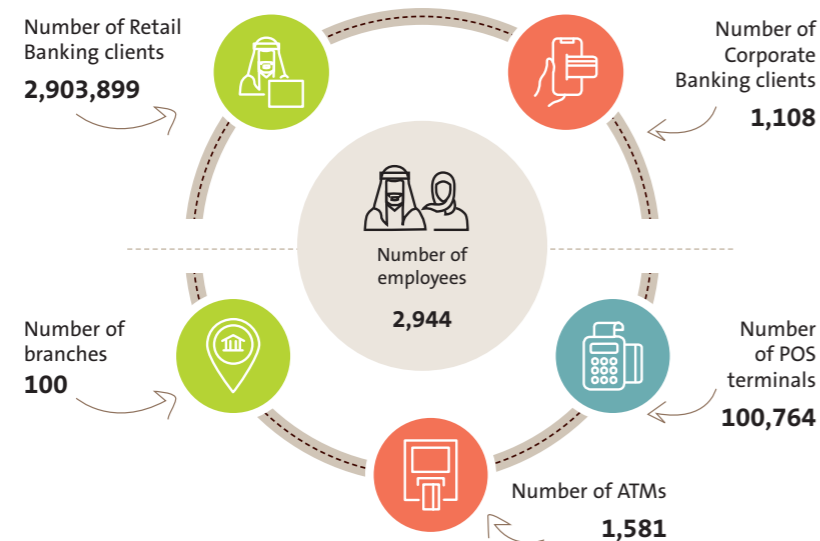 Number of Retail
Banking clients
2,903,899
Number of
Corporate
Banking clients
1,108
Number of
employees
2,944
Number of
branches
100
Number
of POS
terminals
100,764
Number of ATMs
1,581